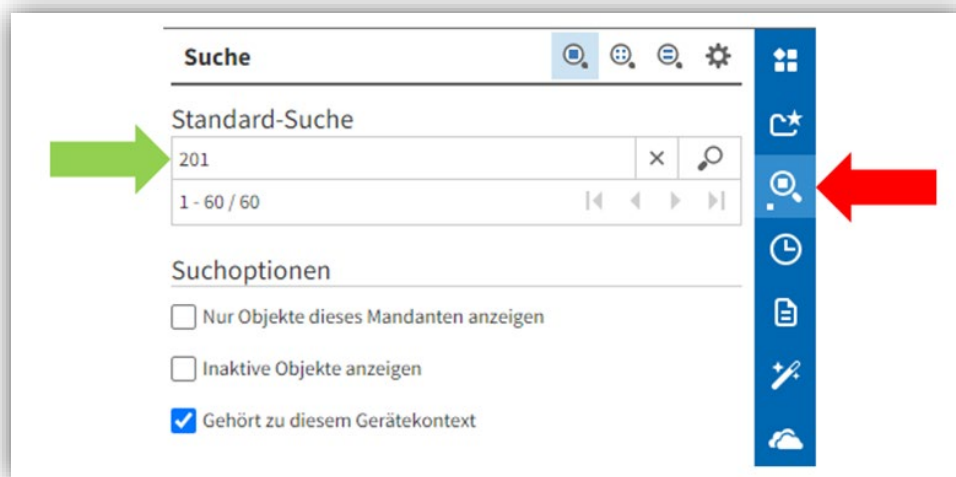 Suche
Standard-Suche
201
1 - 60 / 60
Suchoptionen
Nur Objekte dieses Mandanten anzeigen
Inaktive Objekte anzeigen
Gehört zu diesem Gerätekontext